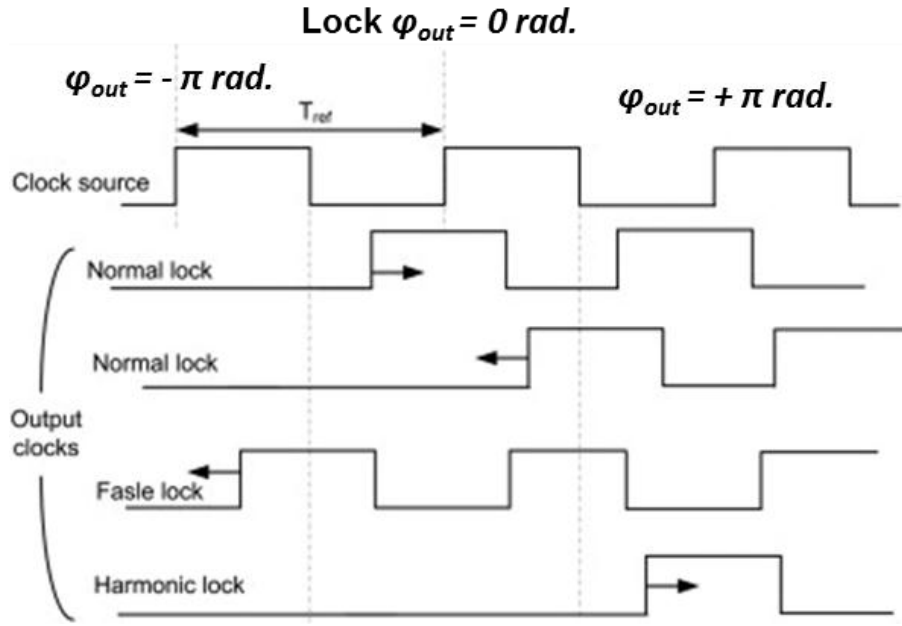 Lock φout = 0 rad.
φout = - π rad.
φout = + π rad.
Tref
Clock source
Normal lock
Normal lock
Output
clocks
Fasle lock
Harmonic lock